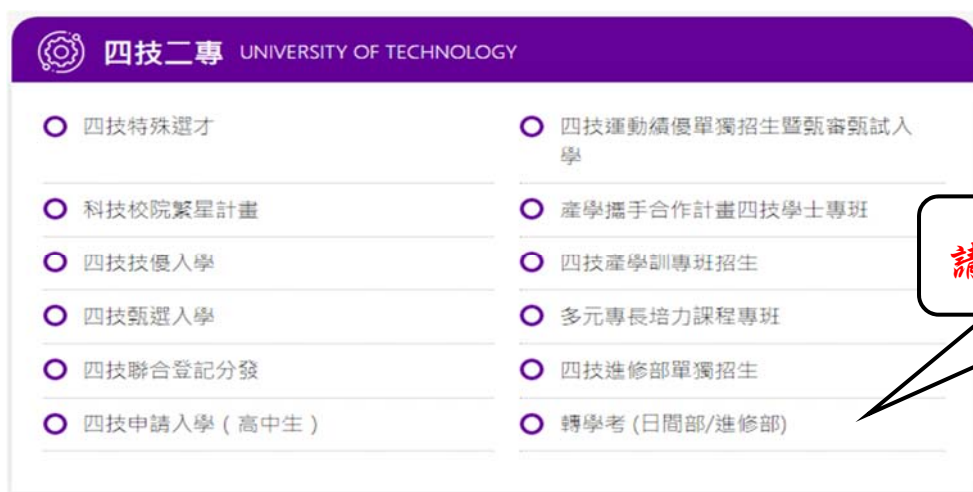 四技二專 UNIVERSITY OF TECHNOLOGY
四技特殊選才
四技運動績優單獨招生暨甄審甄試入
學
科技校院繁星計畫
產學攜手合作計畫四技學士專班
四技技優入學
四技產學訓專班招生
四技甄選入學
多元專長培力課程專班
四技聯合登記分發
四技進修部單獨招生
四技申請入學 ( 高中生 )
轉學考 (日間部/進修部)
請